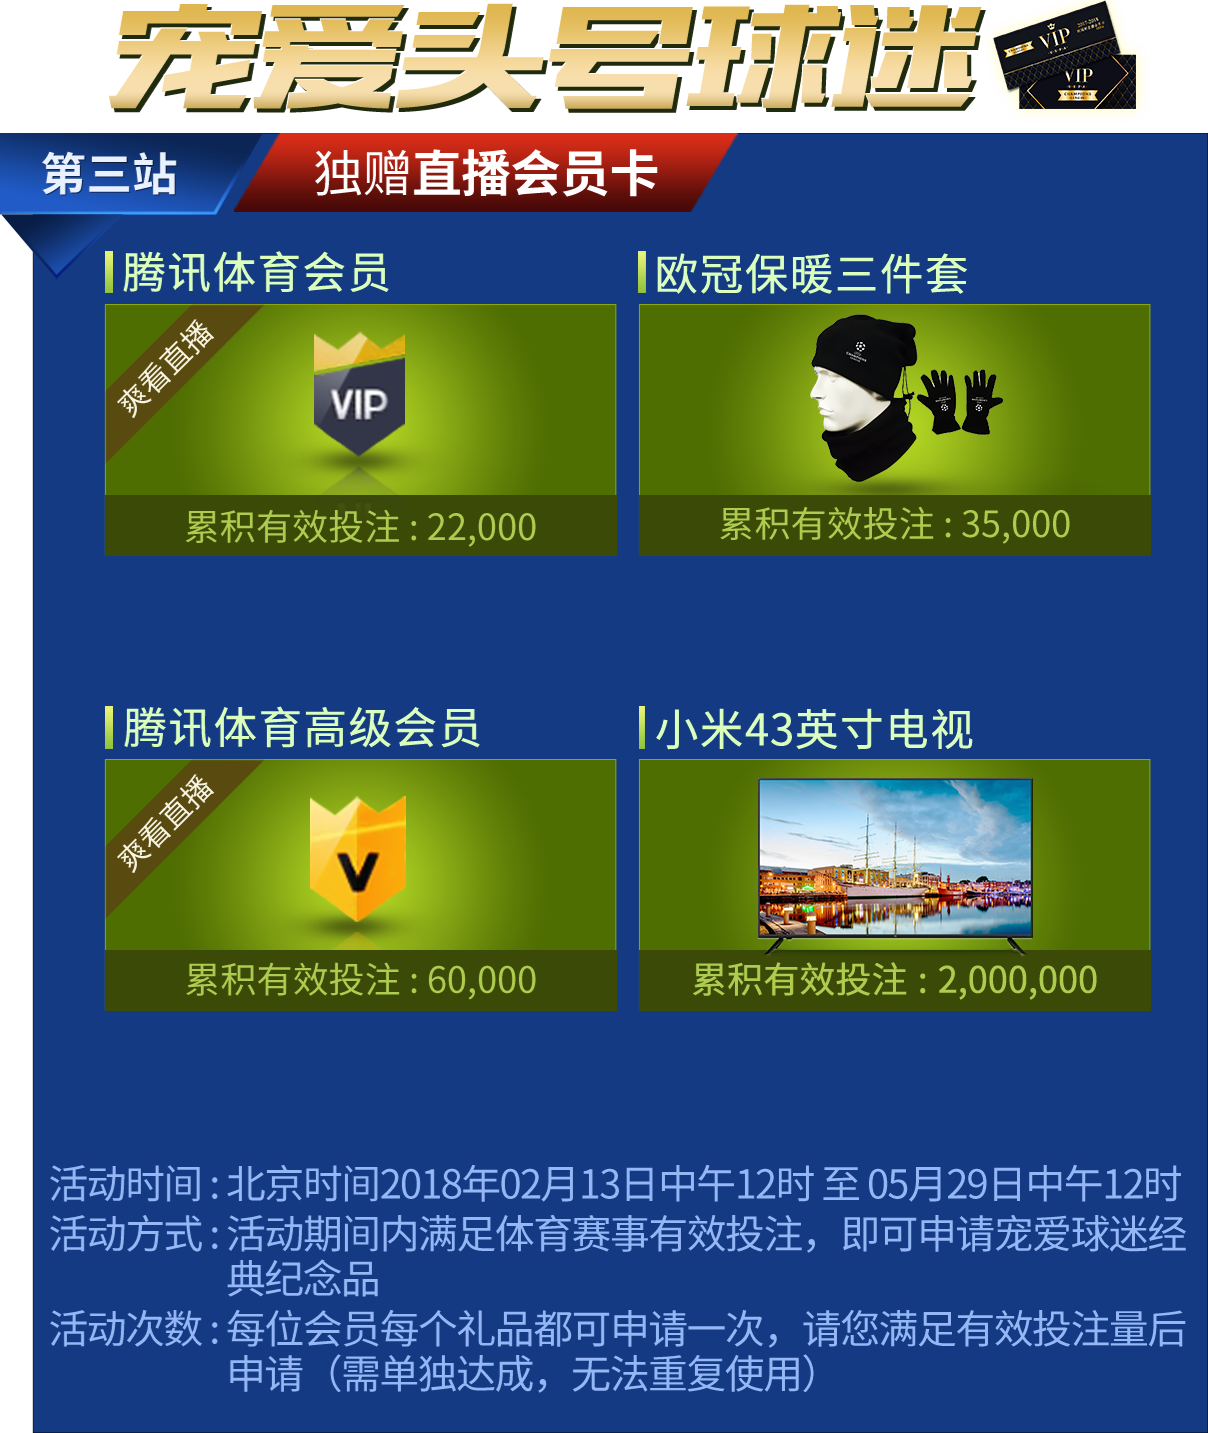 宠爱头号球迷
2017-2018
VIP
VIP
CHAMPIONS
第三站
独赠直播会员卡
腾讯体育会员
欧冠保暖三件套
爽看直播
VIP
累积有效投注 : 22,000
累积有效投注 : 35,000
腾讯体育高级会员
小米43英寸电视
爽看直播
V
累积有效投注 : 60,000
累积有效投注 : 2,000,000
活动时间 : 北京时间2018年02月13日中午12时 至 05月29日中午12时
活动方式 : 活动期间内满足体育赛事有效投注，即可申请宠爱球迷经
典纪念品
活动次数 : 每位会员每个礼品都可申请一次，请您满足有效投注量后
申请（需单独达成，无法重复使用）